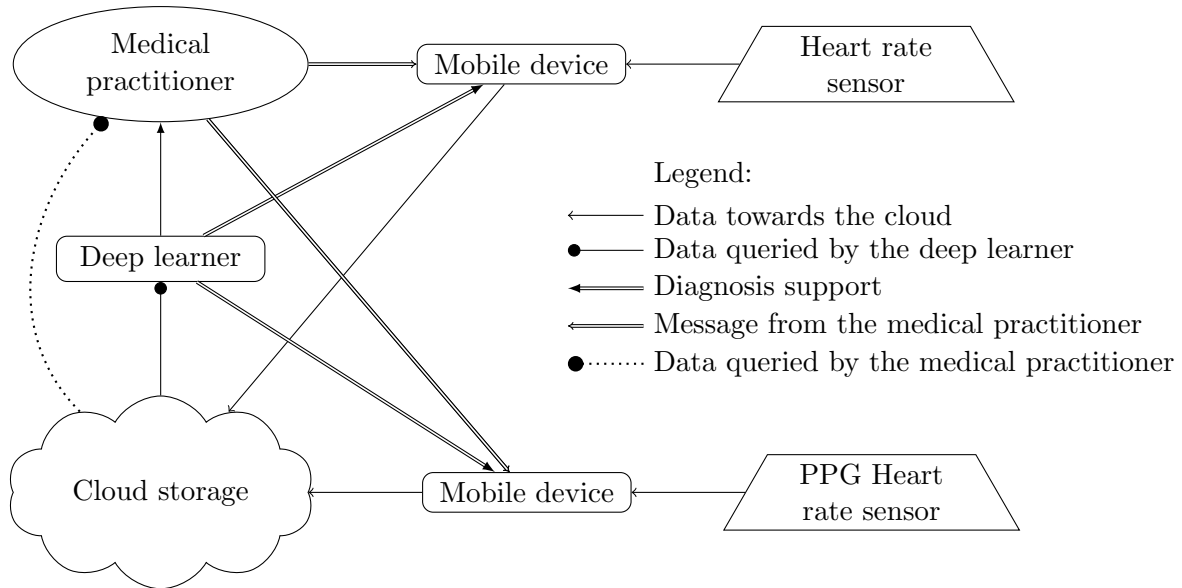 Medical
practitioner
Mobile device
Heart rate
sensor
Legend:
Data towards the cloud
Data queried by the deep learner
Diagnosis support
Message from the medical practitioner
Data queried by the medical practitioner
Deep learner
Cloud storage
Mobile device
PPG Heart
rate sensor